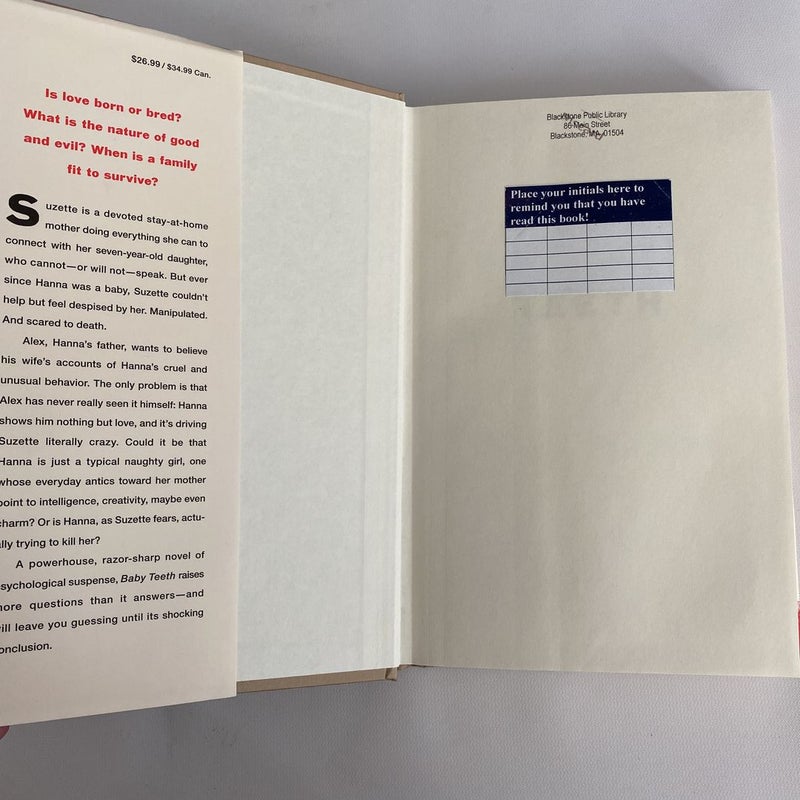 $26.99 / $34.99 Can.
Is love born or bred?
What is the nature of good
and evil? When is a family
fit to survive?
Suzette is a devoted stay-at-home
mother doing everything she can to
connect with her seven-year-old daughter,
who cannot—or will not—speak. But ever
since Hanna was a baby, Suzette couldn't
help but feel despised by her. Manipulated.
And scared to death.
Alex, Hanna's father, wants to believe
his wife's accounts of Hanna's cruel and
unusual behavior. The only problem is that
Alex has never really seen it himself: Hanna
shows him nothing but love, and it's driving
Suzette literally crazy. Could it be that
Hanna is just a typical naughty girl, one
whose everyday antics toward her mother
point to intelligence, creativity, maybe even
charm? Or is Hanna, as Suzette fears, actu-
lly trying to kill her?
A powerhouse, razor-sharp novel of
sychological suspense, Baby Teeth raises
ore questions than it answers—and
ill leave you guessing until its shocking
onclusion.
Blackstone Public Library
86 Main Street
Blackstone, MA 01504
Place your initials here to
remind you that you have
read this book!